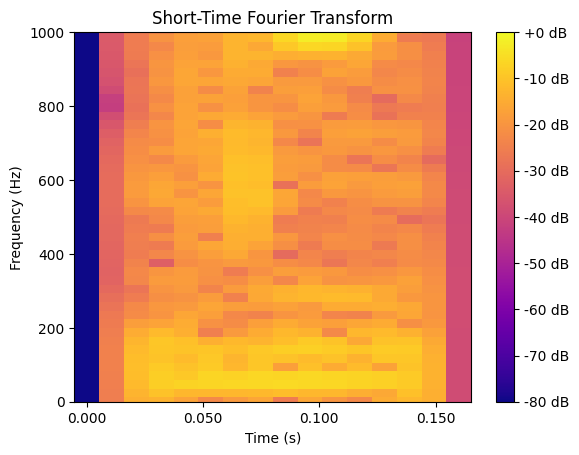 Short-Time Fourier Transform
1000
800
600
400
200
0
Frequency (Hz)
0.000
0.050
0.100
0.150
Time (s)
+0 dB
-10 dB
-20 dB
-30 dB
-40 dB
-50 dB
-60 dB
-70 dB
-80 dB